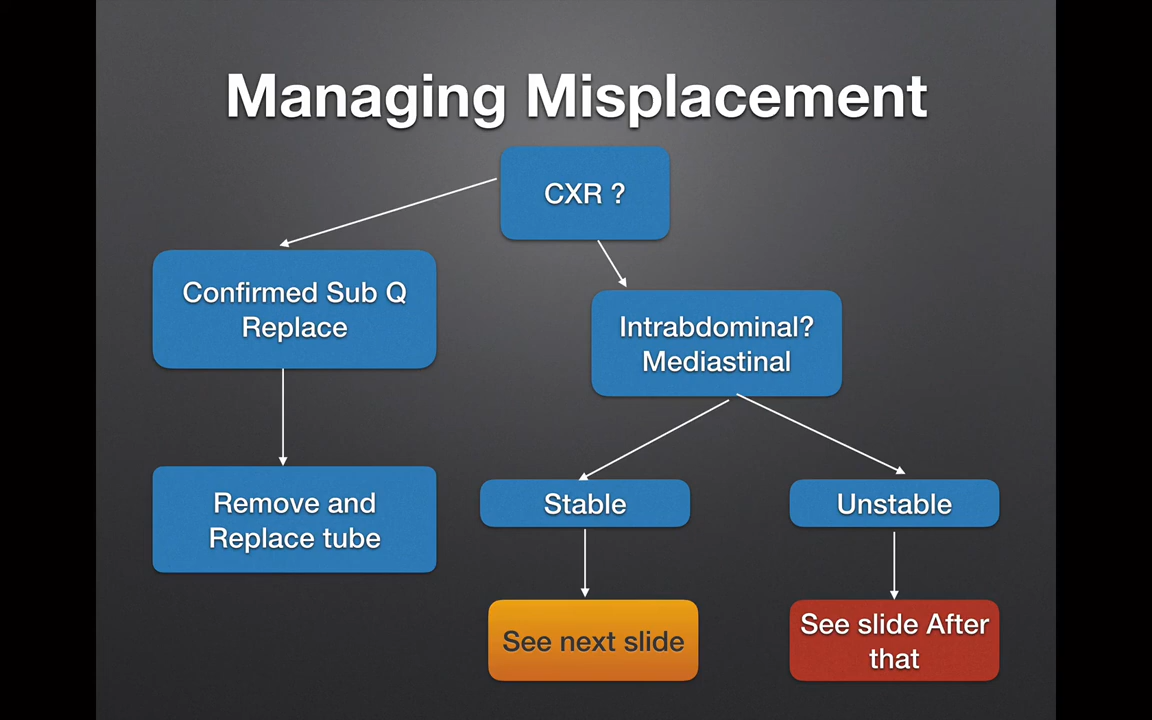 Managing Misplacement
CXR ?
Confirmed Sub Q
Replace
Intrabdominal?
Mediastinal
Remove and
Replace tube
Stable
Unstable
See next slide
See slide After
that